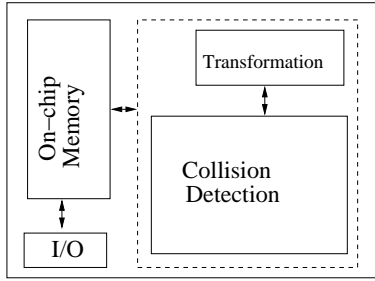 On–chip
Memory
I/O
Transformation
Collision
Detection